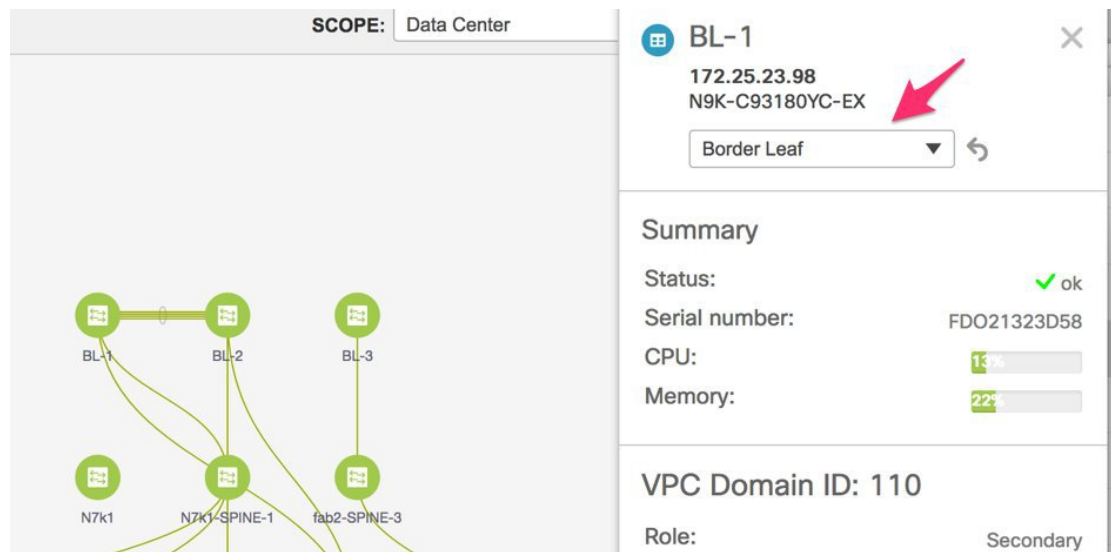 SCOPE: Data Center
BL-1
172.25.23.98
N9K-C93180YC-EX
Border Leaf
Summary
Status: ok
Serial number: FDO21323D58
CPU: 13%
Memory: 22%
VPC Domain ID: 110
Role: Secondary
BL-1 BL-2 BL-3
N7k1 N7k1-SPINE-1 fab2-SPINE-3